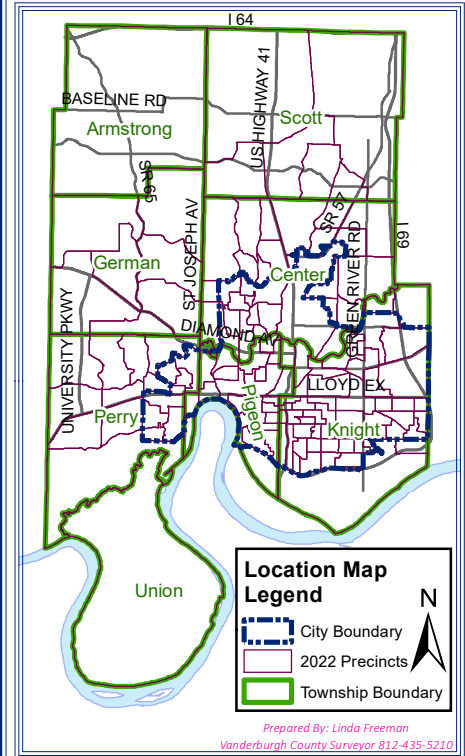 I 64
US HIGHWAY 41
BASELINE RD
Scott
Armstrong
SR 65
ST JOSEPH AV
SR 57
I 69
GREEN RIVER RD
German
Center
UNIVERSITY PKWY
DIAMOND AV
LLOYD EX
Perry
Pigeon
Knight
Union
Location Map
Legend
N
City Boundary
2022 Precincts
Township Boundary
Prepared By: Linda Freeman
Vanderburgh County Surveyor 812-435-5210